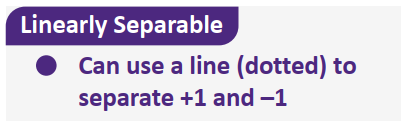 Linearly Separable
● Can use a line (dotted) to
separate +1 and –1